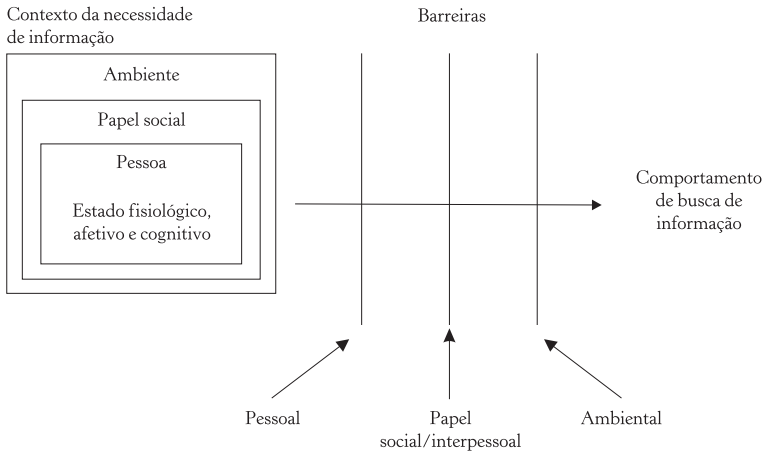 Contexto da necessidade
de informação
Barreiras
Ambiente
Papel social
Pessoa
Estado fisiológico,
afetivo e cognitivo
Comportamento
de busca de
informação
Pessoal
Papel
social/interpessoal
Ambiental